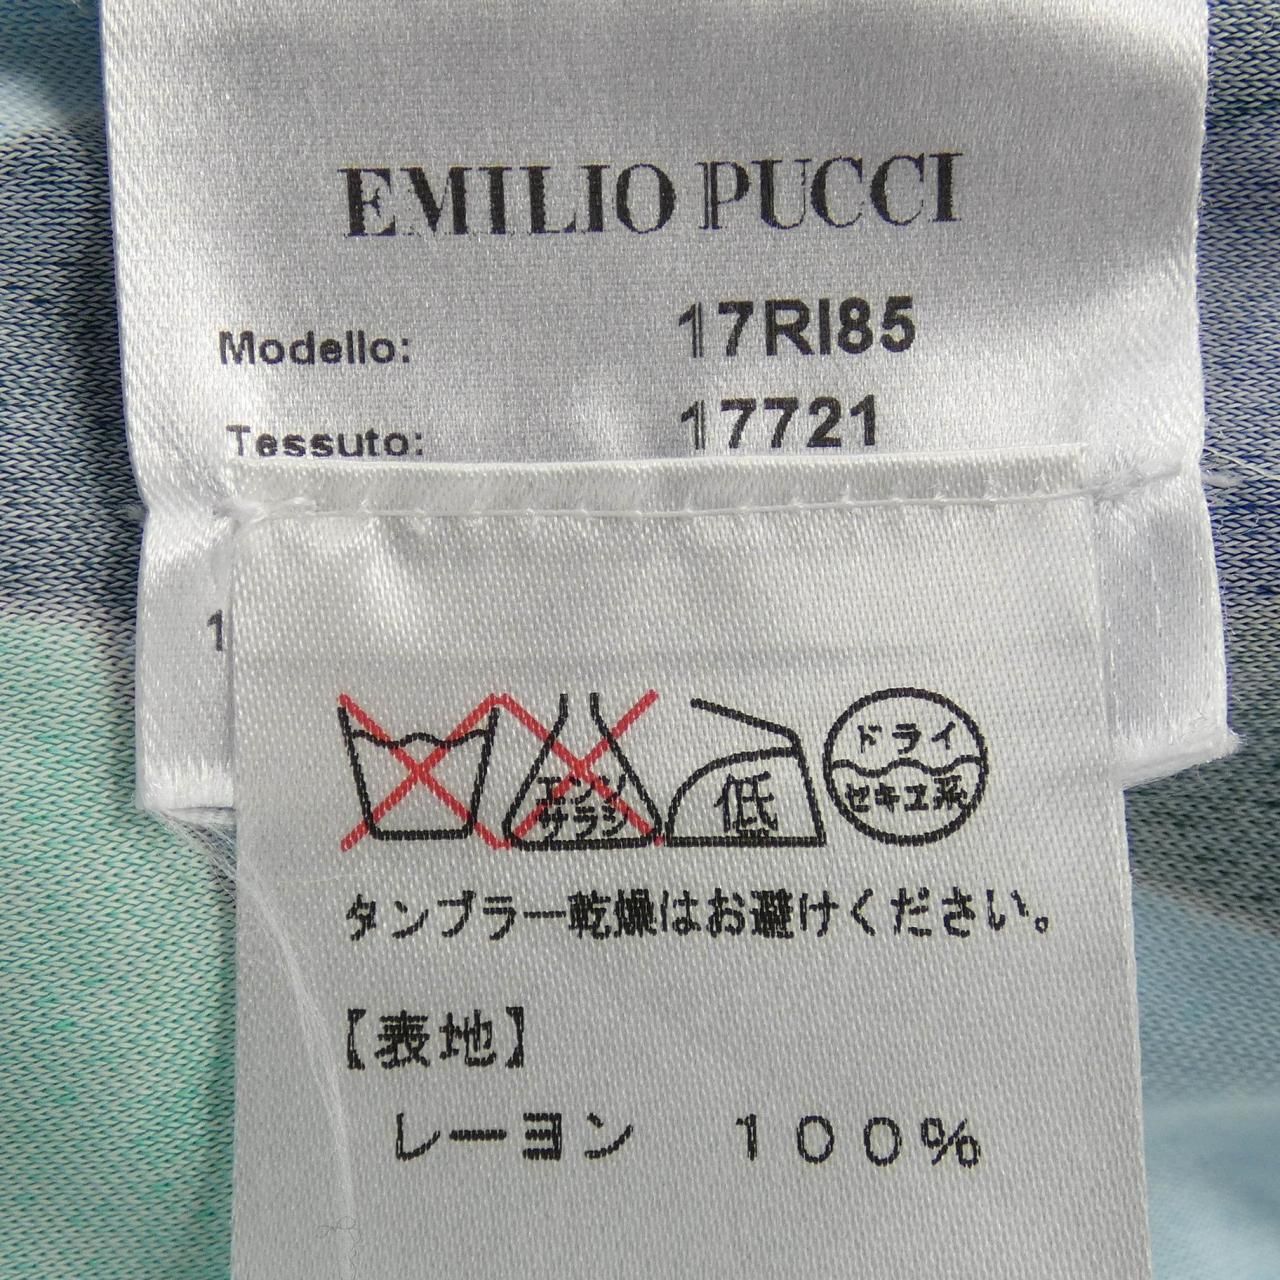 EMILIO PUCCI
Modello: 17RI85
Tessuto: 17721
1
エンソ
サラシ
低
ドライ
セキユ系
タンブラー乾燥はお避けください。
【表地】
レーヨン 100%